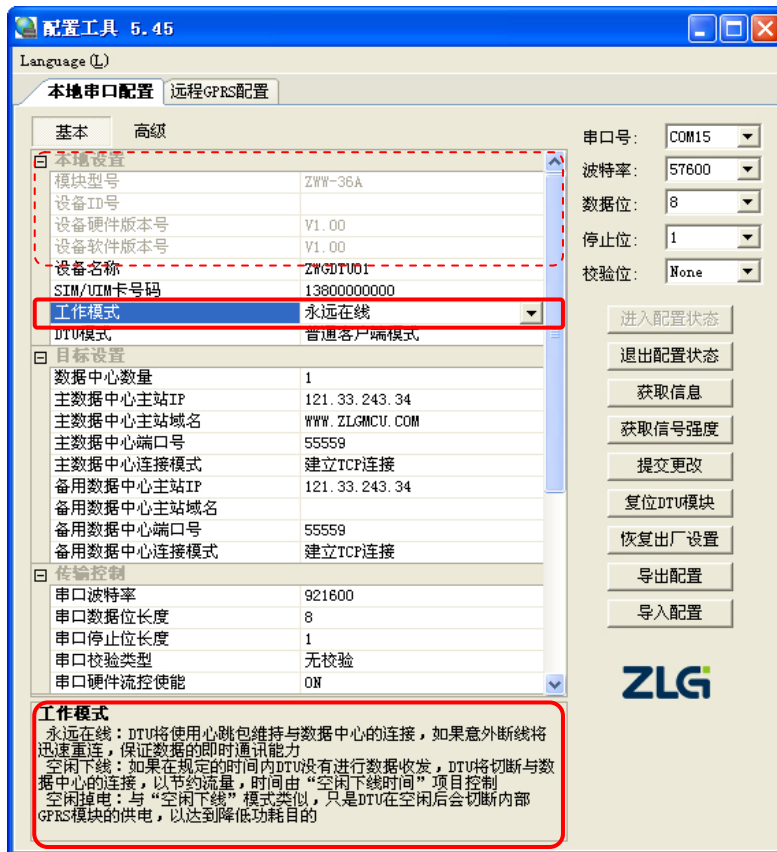 配置工具 5.45
Language(L)
本地串口配置 远程GPRS配置
基本 高级
本地设置
模块型号 ZWW-36A
设备ID号
设备硬件版本号 V1.00
设备软件版本号 V1.00
设备名称 ZWGDTU01
SIM/UIM卡号码 13800000000
工作模式 永远在线
DTU模式 普通客户端模式
目标设置
数据中心数量 1
主数据中心主站IP 121.33.243.34
主数据中心主站域名 WWW.ZLGMCU.COM
主数据中心端口号 55559
主数据中心连接模式 建立TCP连接
备用数据中心主站IP 121.33.243.34
备用数据中心主站域名
备用数据中心端口号 55559
备用数据中心连接模式 建立TCP连接
传输控制
串口波特率 921600
串口数据位长度 8
串口停止位长度 1
串口校验类型 无校验
串口硬件流控使能 ON
工作模式
永远在线：DTU将使用心跳包维持与数据中心的连接，如果意外断线将
迅速重连，保证数据的即时通讯能力
空闲下线：如果在规定的时间内DTU没有进行数据收发，DTU将切断与数
据中心的连接，以节约流量，时间由“空闲下线时间”项目控制
空闲掉电：与“空闲下线”模式类似，只是DTU在空闲后会切断内部
GPRS模块的供电，以达到降低功耗目的
串口号: COM15
波特率: 57600
数据位: 8
停止位: 1
校验位: None
进入配置状态
退出配置状态
获取信息
获取信号强度
提交更改
复位DTU模块
恢复出厂设置
导出配置
导入配置
ZLG